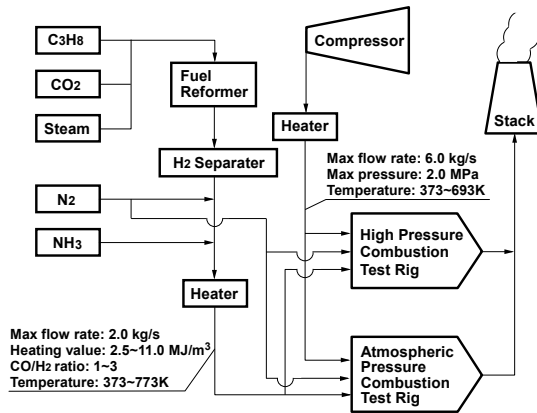 C3H8
CO2
Steam
Fuel
Reformer
H2 Separater
N2
NH3
Heater
Max flow rate: 2.0 kg/s
Heating value: 2.5~11.0 MJ/m³
CO/H2 ratio: 1~3
Temperature: 373~773K
Compressor
Heater
Max flow rate: 6.0 kg/s
Max pressure: 2.0 MPa
Temperature: 373~693K
High Pressure
Combustion
Test Rig
Atmospheric
Pressure
Combustion
Test Rig
Stack